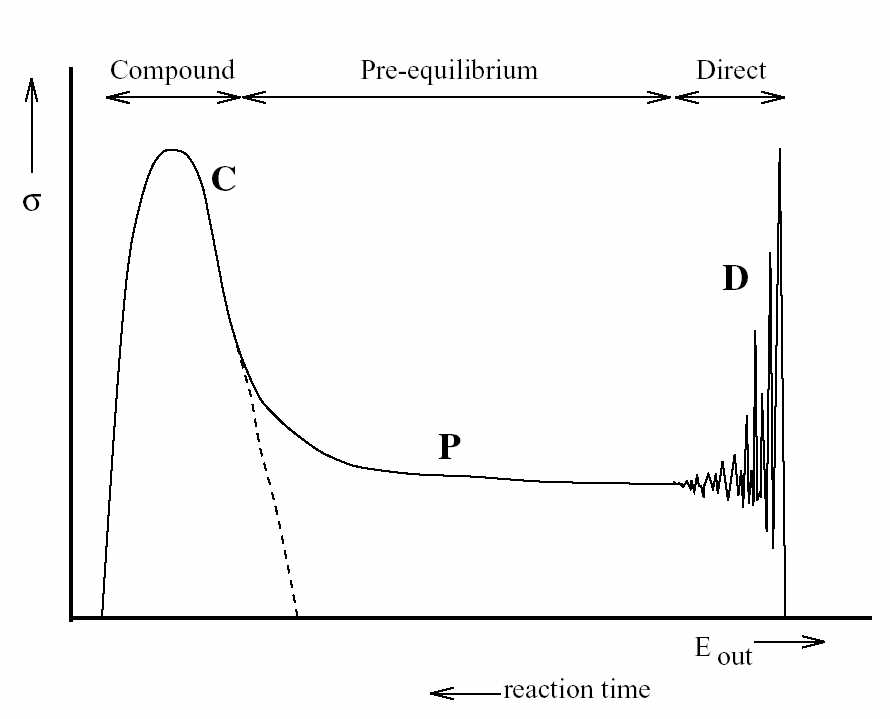 Compound Pre-equilibrium Direct
C
σ
D
P
E out
reaction time